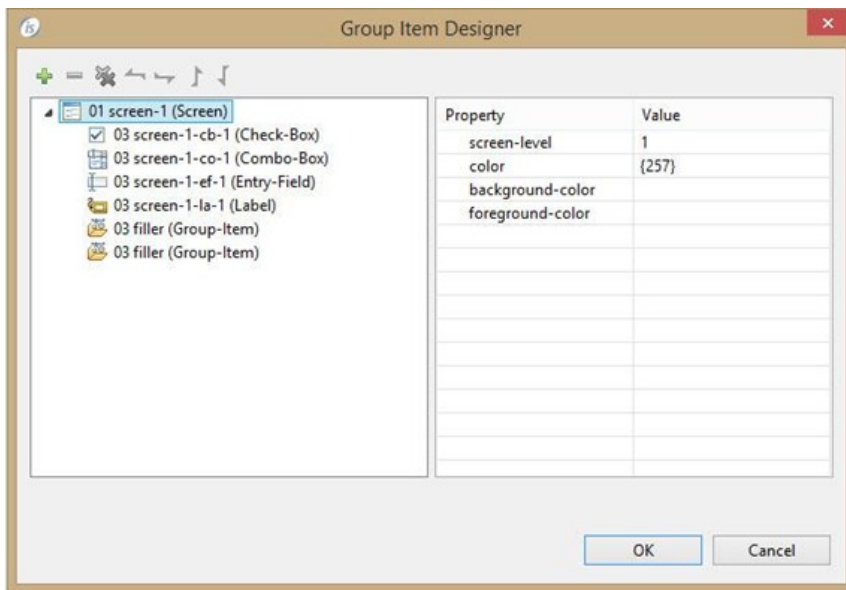 is
Group Item Designer
01 screen-1 (Screen)
03 screen-1-cb-1 (Check-Box)
03 screen-1-co-1 (Combo-Box)
03 screen-1-ef-1 (Entry-Field)
03 screen-1-la-1 (Label)
03 filler (Group-Item)
03 filler (Group-Item)
Property Value
screen-level 1
color {257}
background-color
foreground-color
OK Cancel